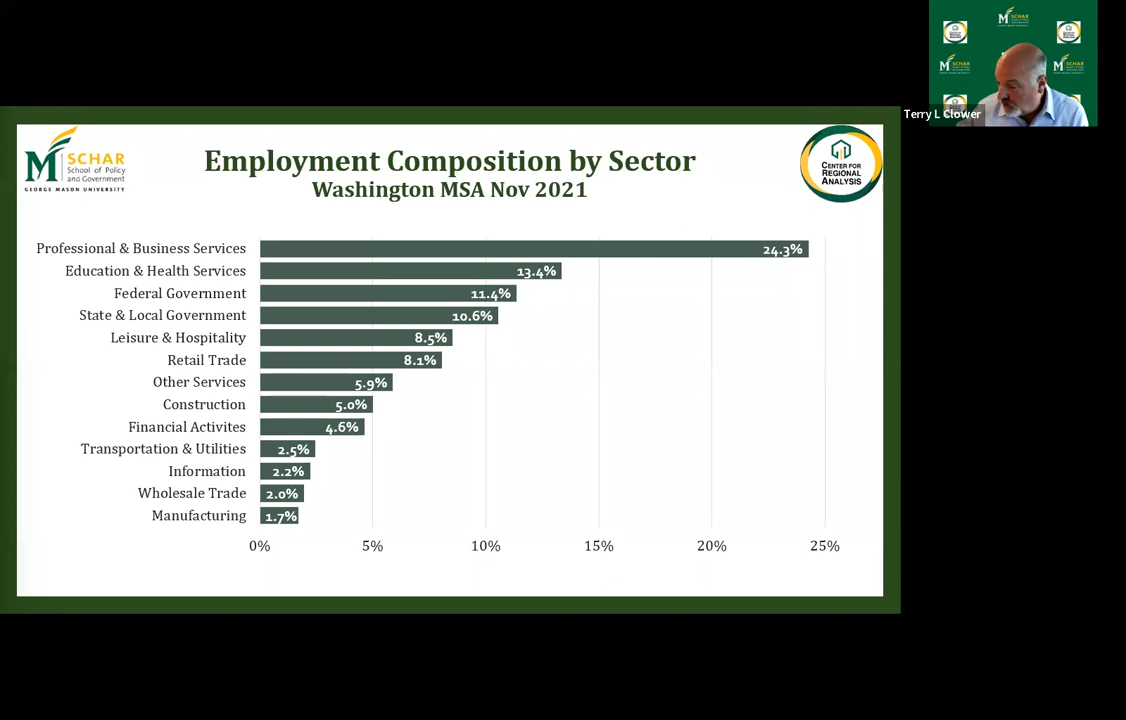 M SCHAR
School of Policy
and Government
GEORGE MASON UNIVERSITY
Employment Composition by Sector
Washington MSA Nov 2021
CENTER FOR
REGIONAL
ANALYSIS
Professional & Business Services 24.3%
Education & Health Services 13.4%
Federal Government 11.4%
State & Local Government 10.6%
Leisure & Hospitality 8.5%
Retail Trade 8.1%
Other Services 5.9%
Construction 5.0%
Financial Activites 4.6%
Transportation & Utilities 2.5%
Information 2.2%
Wholesale Trade 2.0%
Manufacturing 1.7%
0% 5% 10% 15% 20% 25%
M SCHAR
M SCHAR
M SCHAR
Terry L Clower